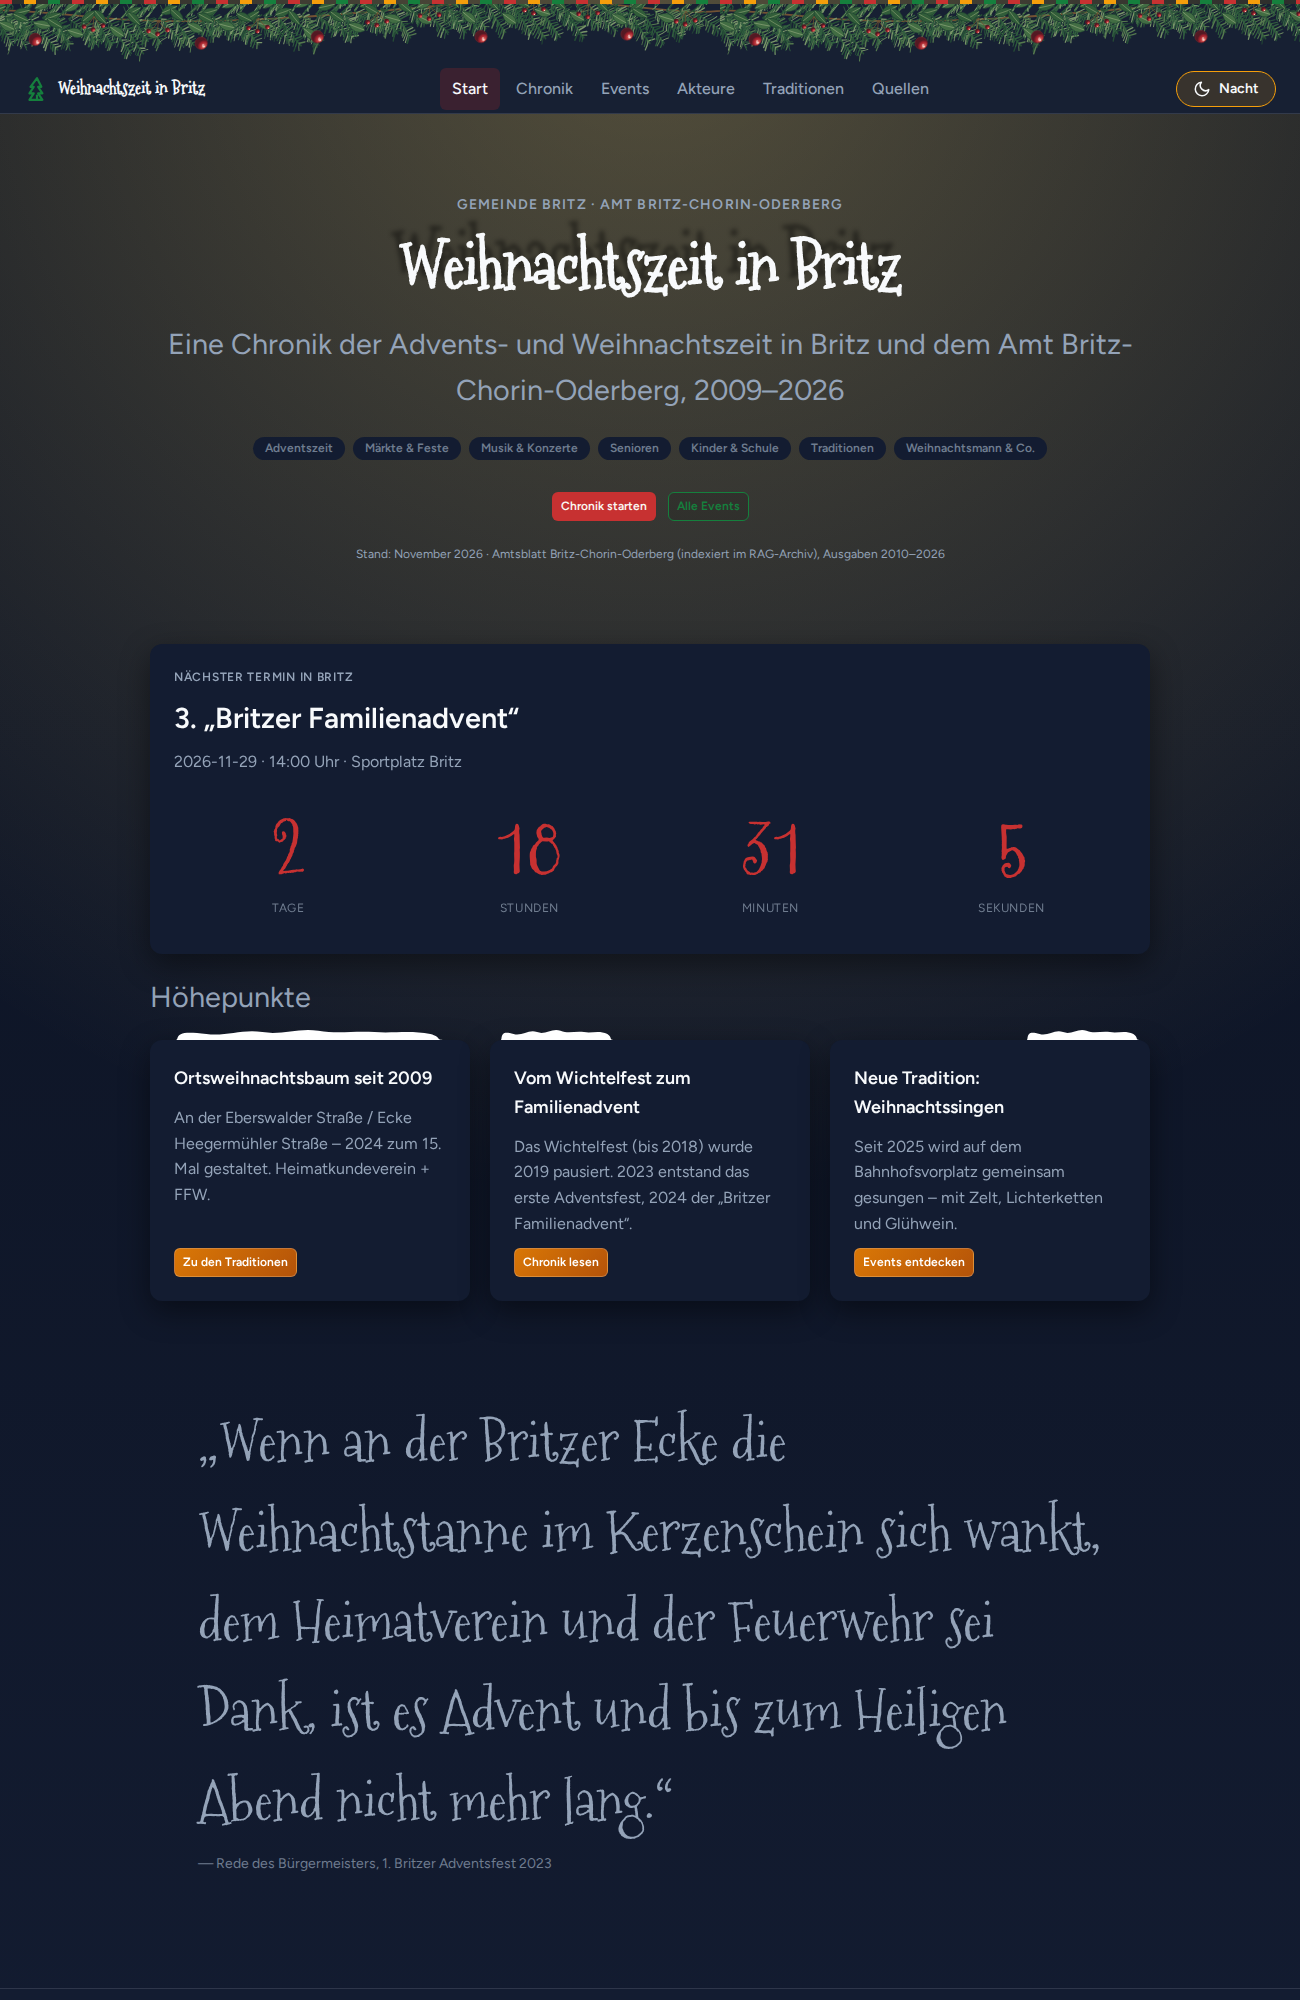 Weihnachtszeit in Britz
Start
Chronik
Events
Akteure
Traditionen
Quellen
Nacht
GEMEINDE BRITZ · AMT BRITZ-CHORIN-ODERBERG
Weihnachtszeit in Britz
Eine Chronik der Advents- und Weihnachtszeit in Britz und dem Amt Britz-
Chorin-Oderberg, 2009–2026
Adventszeit
Märkte & Feste
Musik & Konzerte
Senioren
Kinder & Schule
Traditionen
Weihnachtsmann & Co.
Chronik starten
Alle Events
Stand: November 2026 · Amtsblatt Britz-Chorin-Oderberg (indexiert im RAG-Archiv), Ausgaben 2010–2026
NÄCHSTER TERMIN IN BRITZ
3. „Britzer Familienadvent“
2026-11-29 · 14:00 Uhr · Sportplatz Britz
2
TAGE
18
STUNDEN
31
MINUTEN
5
SEKUNDEN
Höhepunkte
Ortsweihnachtsbaum seit 2009
An der Eberswalder Straße / Ecke
Heegermühler Straße – 2024 zum 15.
Mal gestaltet. Heimatkundeverein +
FFW.
Zu den Traditionen
Vom Wichtelfest zum
Familienadvent
Das Wichtelfest (bis 2018) wurde
2019 pausiert. 2023 entstand das
erste Adventsfest, 2024 der „Britzer
Familienadvent“.
Chronik lesen
Neue Tradition:
Weihnachtssingen
Seit 2025 wird auf dem
Bahnhofsvorplatz gemeinsam
gesungen – mit Zelt, Lichterketten
und Glühwein.
Events entdecken
„Wenn an der Britzer Ecke die
Weihnachtstanne im Kerzenschein sich wankt,
dem Heimatverein und der Feuerwehr sei
Dank, ist es Advent und bis zum Heiligen
Abend nicht mehr lang.“
— Rede des Bürgermeisters, 1. Britzer Adventsfest 2023